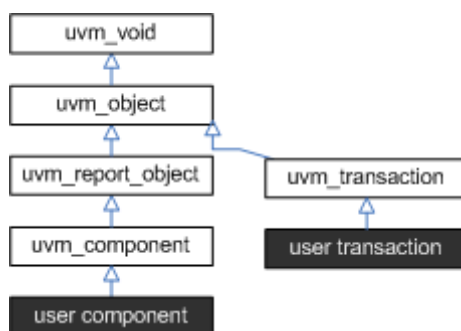 uvm_void
uvm_object
uvm_report_object
uvm_transaction
uvm_component
user transaction
user component